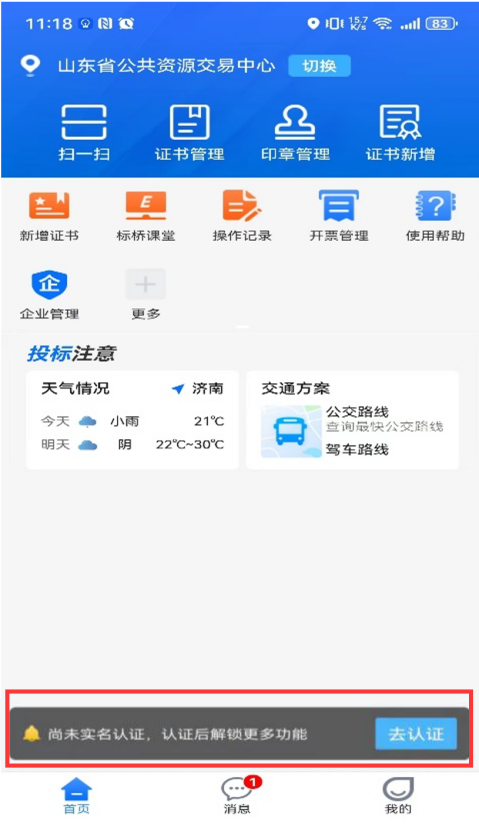 11:18 15.7 K/s 83
山东省公共资源交易中心 切换
扫一扫 证书管理 印章管理 证书新增
E
新增证书 标桥课堂 操作记录 开票管理 使用帮助
企
企业管理 更多
投标注意
天气情况 济南
今天 小雨 21℃
明天 阴 22℃~30℃
交通方案
公交路线
查询最快公交路线
驾车路线
尚未实名认证，认证后解锁更多功能 去认证
1
首页 消息 我的